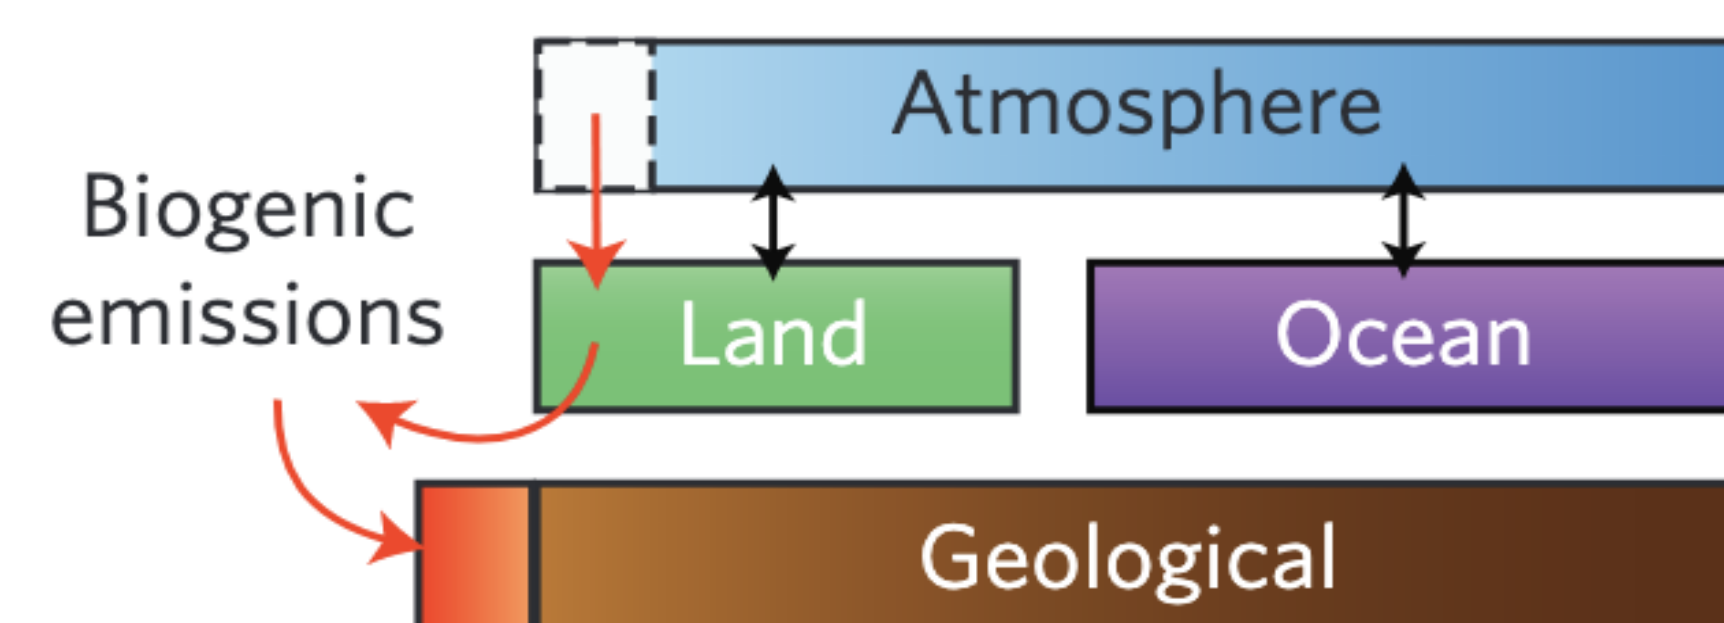 Atmosphere
Biogenic
emissions
Land
Ocean
Geological